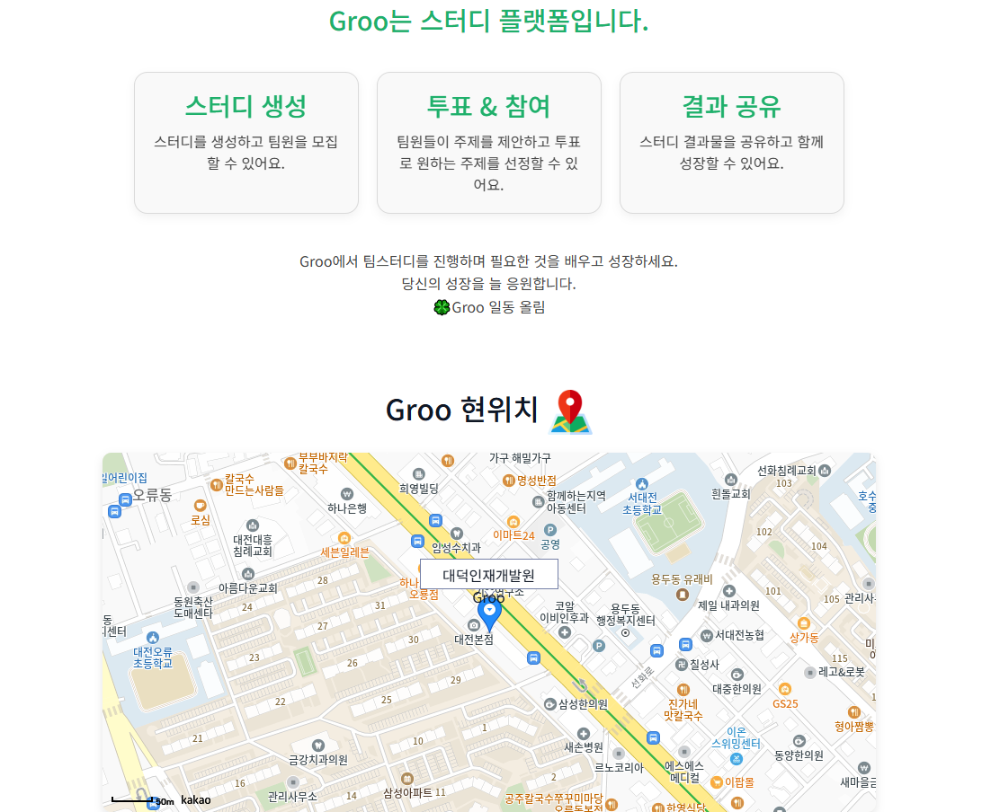 Groo는 스터디 플랫폼입니다.
스터디 생성
스터디를 생성하고 팀원을 모집
할 수 있어요.
투표 & 참여
팀원들이 주제를 제안하고 투표
로 원하는 주제를 선정할 수 있
어요.
결과 공유
스터디 결과물을 공유하고 함께
성장할 수 있어요.
Groo에서 팀스터디를 진행하며 필요한 것을 배우고 성장하세요.
당신의 성장을 늘 응원합니다.
Groo 일동 올림
Groo 현위치
부부바지락
칼국수
가구 해밀가구
선화침례교회
103
일어린이집
칼국수
만드는사람들
오류동
희영빌딩
명성반점
함께하는지역
아동센터
서대전
초등학교
흰돌교회
호수
하나은행
로심
대전대흥
침례교회
세븐일레븐
임성수치과
이마트24
공영
102
104
대덕인재개발원
Groo
아름다운교회
28
하나
오룡점
용두동 유래비
101
105
관리사
동원축산
도매센타
24
31
코알
이비인후과
용두동
행정복지센터
제일 내과의원
동
지센터
27
30
대전본점
서대전농협
상가동
115
대전오류
초등학교
23
26
29
선화로
칠성사
레고&로봇
대중한의원
22
25
삼성한의원
진가네
맛칼국수
GS25
형아짬뽕
21
10
1
새손병원
이온
스위밍센터
금강치과의원
르노코리아
에스에스
메디컬
동양한의원
16
관리사무소
14
삼성아파트
11
2
이팝몰
새마을금
공주칼국수쭈꾸미마당
오류동본점
한영식당
50m
kakao